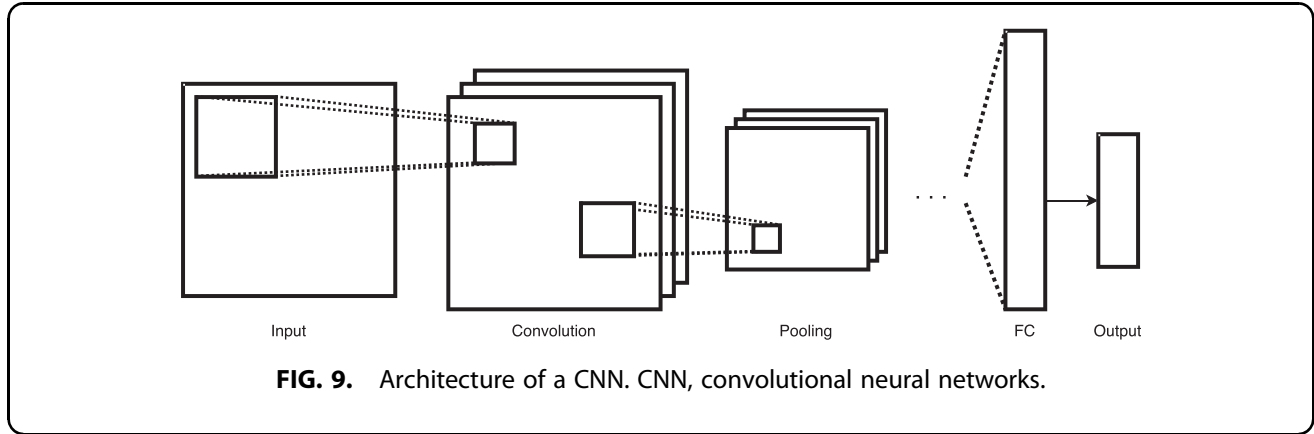 . . .
Input Convolution Pooling FC Output
FIG. 9. Architecture of a CNN. CNN, convolutional neural networks.